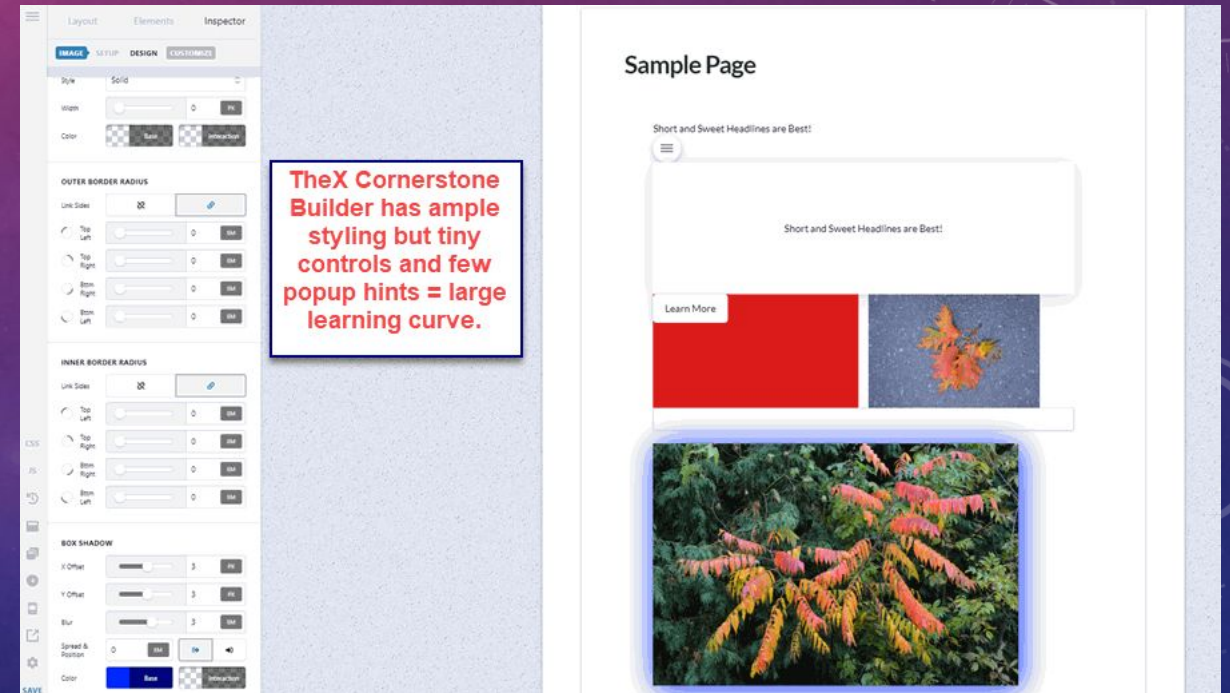 Layout Elements Inspector
IMAGE SETUP DESIGN CUSTOMIZE
Style Solid
Width 0 PX
Color Base Interaction
OUTER BORDER RADIUS
Link Sides
Top
Left 0 EM
Top
Right 0 EM
Bttm
Right 0 EM
Bttm
Left 0 EM
INNER BORDER RADIUS
Link Sides
Top
Left 0 EM
Top
Right 0 EM
Bttm
Right 0 EM
Bttm
Left 0 EM
BOX SHADOW
X Offset 3 PX
Y Offset 3 PX
Blur 3 EM
Spread &
Position 0 EM
Color Base Interaction
CSS
JS
SAVE
TheX Cornerstone
Builder has ample
styling but tiny
controls and few
popup hints = large
learning curve.
Sample Page
Short and Sweet Headlines are Best!
Short and Sweet Headlines are Best!
Learn More